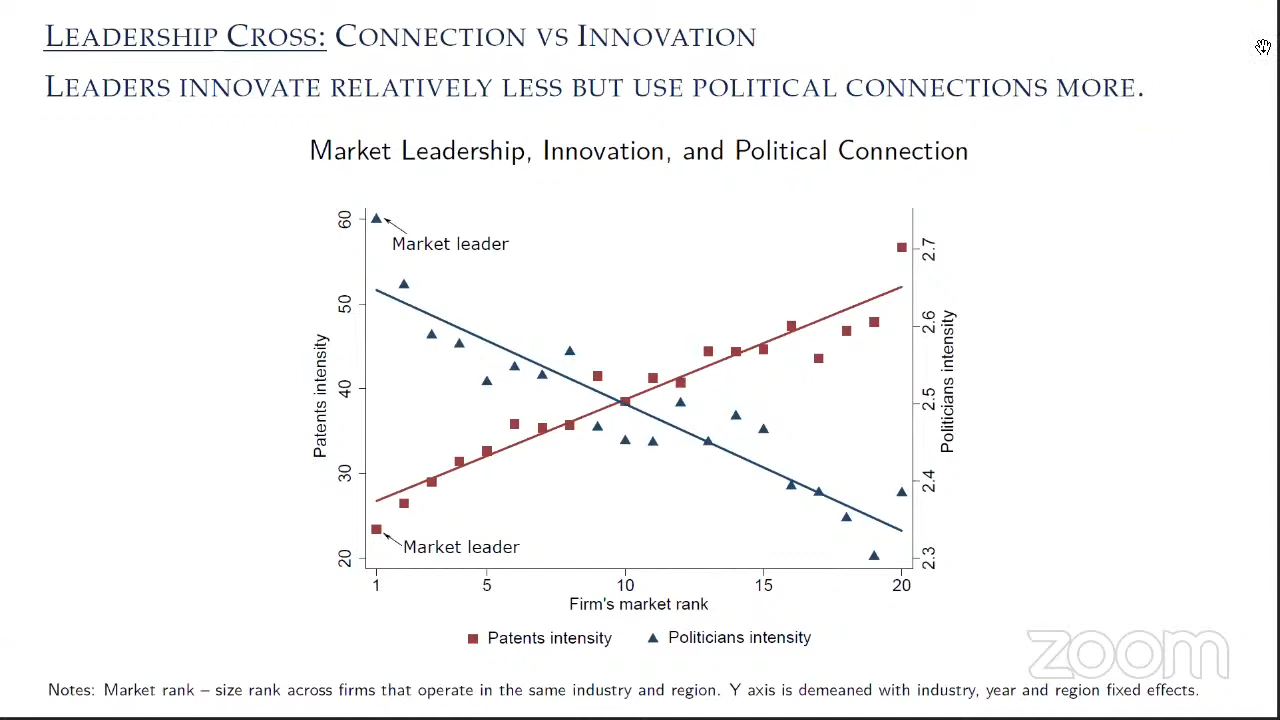 LEADERSHIP CROSS: CONNECTION VS INNOVATION
LEADERS INNOVATE RELATIVELY LESS BUT USE POLITICAL CONNECTIONS MORE.
Market Leadership, Innovation, and Political Connection
60
50
40
30
20
Patents intensity
Market leader
Market leader
2.7
2.6
2.5
2.4
2.3
Politicians intensity
1 5 10 15 20
Firm's market rank
Patents intensity Politicians intensity
zoom
Notes: Market rank – size rank across firms that operate in the same industry and region. Y axis is demeaned with industry, year and region fixed effects.